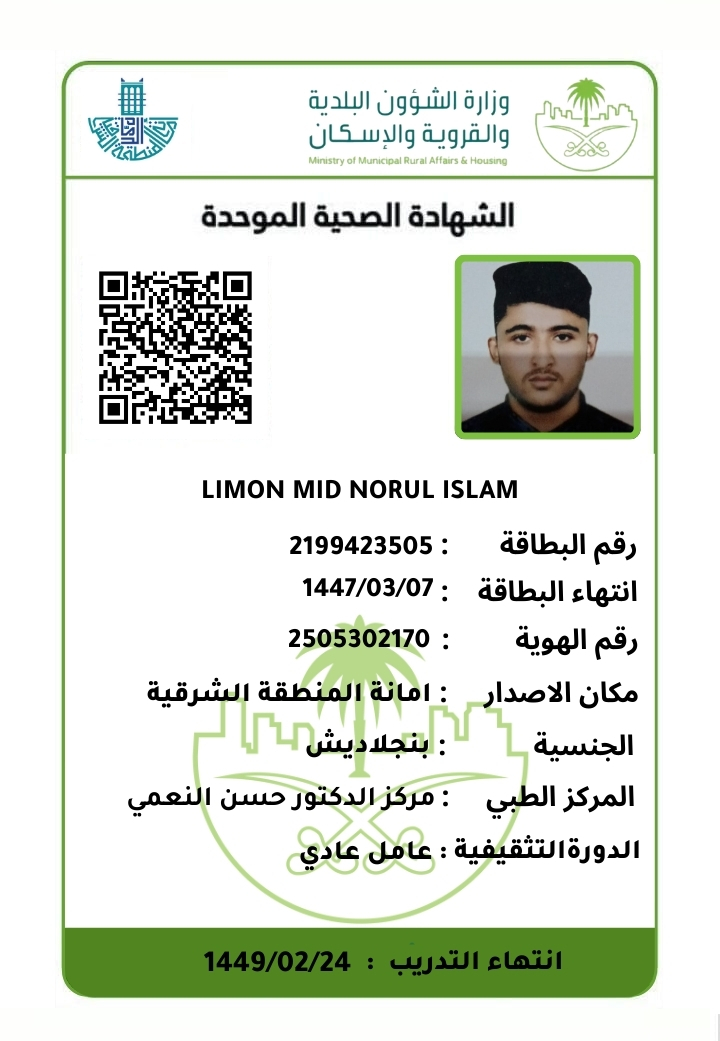 وزارة الشؤون البلدية
والقروية والإسكان
Ministry of Municipal Rural Affairs & Housing
الشهادة الصحية الموحدة
LIMON MID NORUL ISLAM
رقم البطاقة : 2199423505
انتهاء البطاقة : 1447/03/07
رقم الهوية : 2505302170
مكان الاصدار : امانة المنطقة الشرقية
الجنسية : بنجلاديش
المركز الطبي : مركز الدكتور حسن النعمي
الدورةالتثقيفية : عامل عادي
انتهاء التدريب : 1449/02/24